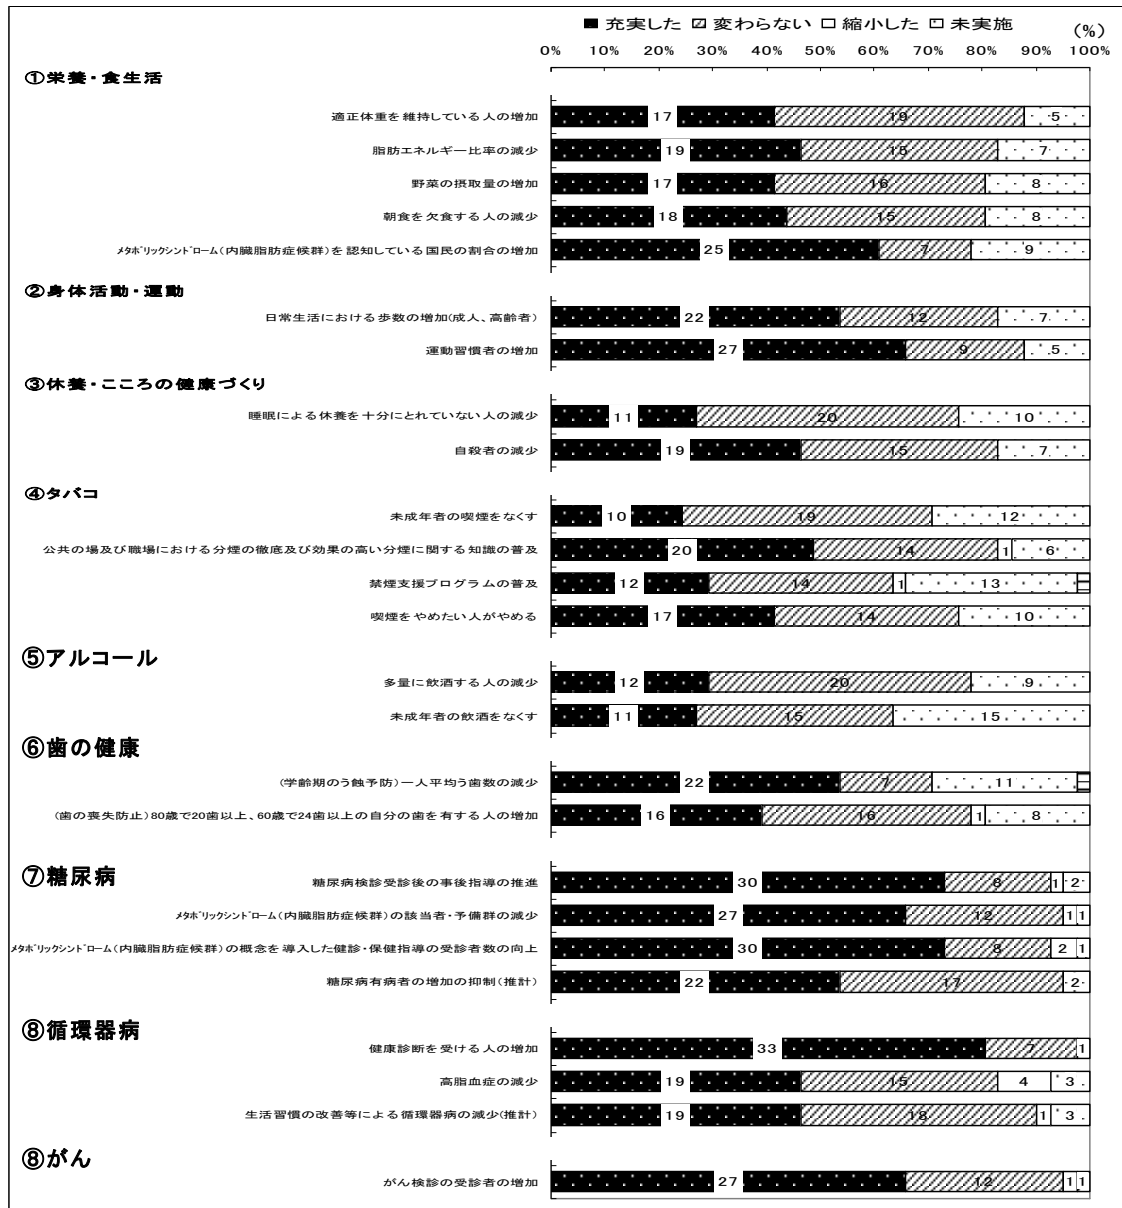 ■ 充実した ▨ 変わらない □ 縮小した □ 未実施
(%)
0% 10% 20% 30% 40% 50% 60% 70% 80% 90% 100%
①栄養・食生活
適正体重を維持している人の増加 17 19 5
脂肪エネルギー比率の減少 19 15 7
野菜の摂取量の増加 17 16 8
朝食を欠食する人の減少 18 15 8
ﾒﾀﾎﾞﾘｯｸｼﾝﾄﾞﾛｰﾑ(内臓脂肪症候群)を認知している国民の割合の増加 25 7 9
②身体活動・運動
日常生活における歩数の増加(成人、高齢者) 22 12 7
運動習慣者の増加 27 9 5
③休養・こころの健康づくり
睡眠による休養を十分にとれていない人の減少 11 20 10
自殺者の減少 19 15 7
④タバコ
未成年者の喫煙をなくす 10 19 12
公共の場及び職場における分煙の徹底及び効果の高い分煙に関する知識の普及 20 14 1 6
禁煙支援プログラムの普及 12 14 1 13
喫煙をやめたい人がやめる 17 14 10
⑤アルコール
多量に飲酒する人の減少 12 20 9
未成年者の飲酒をなくす 11 15 15
⑥歯の健康
(学齢期のう蝕予防)一人平均う歯数の減少 22 7 11
(歯の喪失防止)80歳で20歯以上、60歳で24歯以上の自分の歯を有する人の増加 16 16 1 8
⑦糖尿病
糖尿病検診受診後の事後指導の推進 30 8 1 2
ﾒﾀﾎﾞﾘｯｸｼﾝﾄﾞﾛｰﾑ(内臓脂肪症候群)の該当者・予備群の減少 27 12 1 1
ﾒﾀﾎﾞﾘｯｸｼﾝﾄﾞﾛｰﾑ(内臓脂肪症候群)の概念を導入した健診・保健指導の受診者数の向上 30 8 2 1
糖尿病有病者の増加の抑制(推計) 22 17 2
⑧循環器病
健康診断を受ける人の増加 33 7 1
高脂血症の減少 19 15 4 3
生活習慣の改善等による循環器病の減少(推計) 19 18 1 3
⑧がん
がん検診の受診者の増加 27 12 1 1